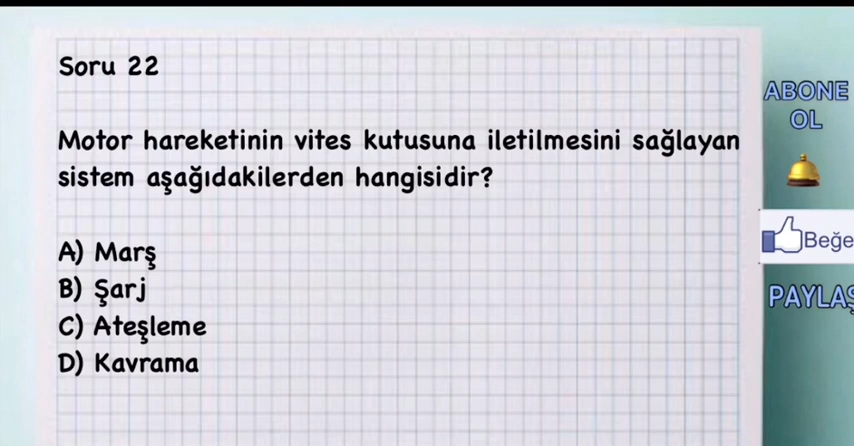 Soru 22
Motor hareketinin vites kutusuna iletilmesini sağlayan
sistem aşağıdakilerden hangisidir?
A) Marş
B) Şarj
C) Ateşleme
D) Kavrama
ABONE
OL
Beğe
PAYLAŞ